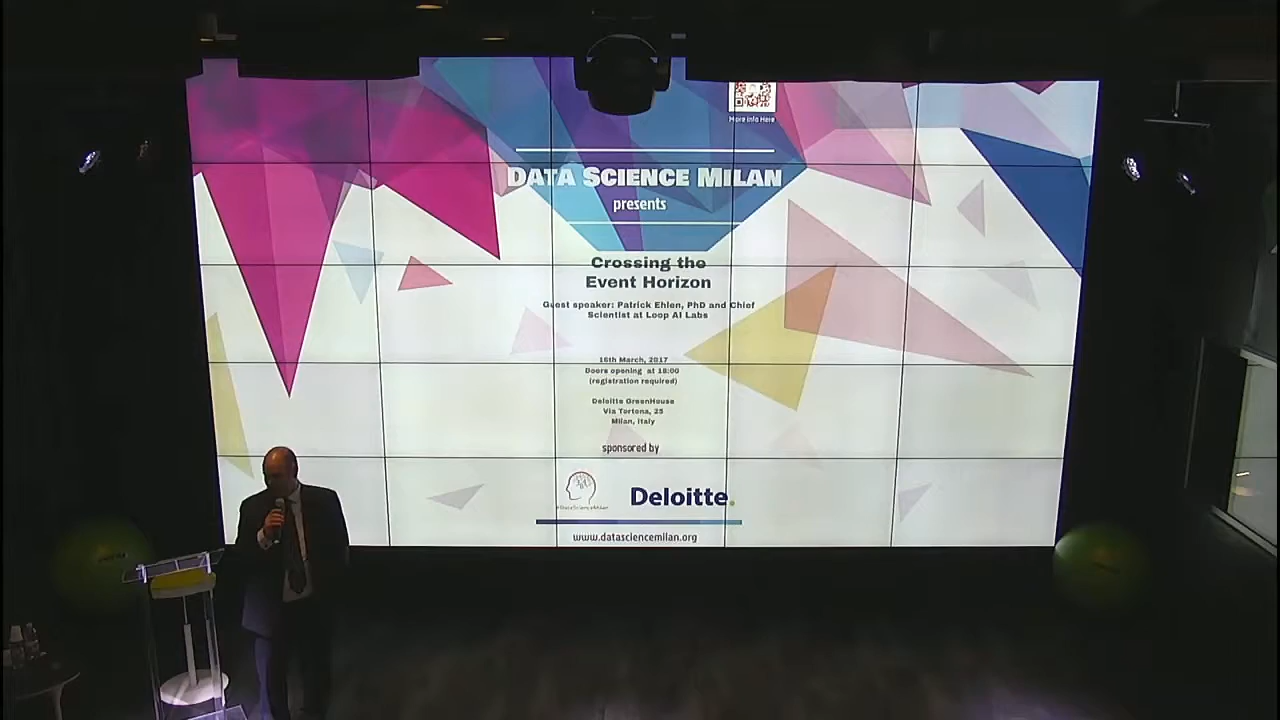 More Info Here
DATA SCIENCE MILAN
presents
Crossing the
Event Horizon
Guest speaker: Patrick Ehlen, PhD and Chief
Scientist at Loop AI Labs
16th March, 2017
Doors opening at 18:00
(registration required)
Deloitte GreenHouse
Via Tortona, 25
Milan, Italy
sponsored by
#DataScienceMilan
Deloitte.
www.datasciencemilan.org